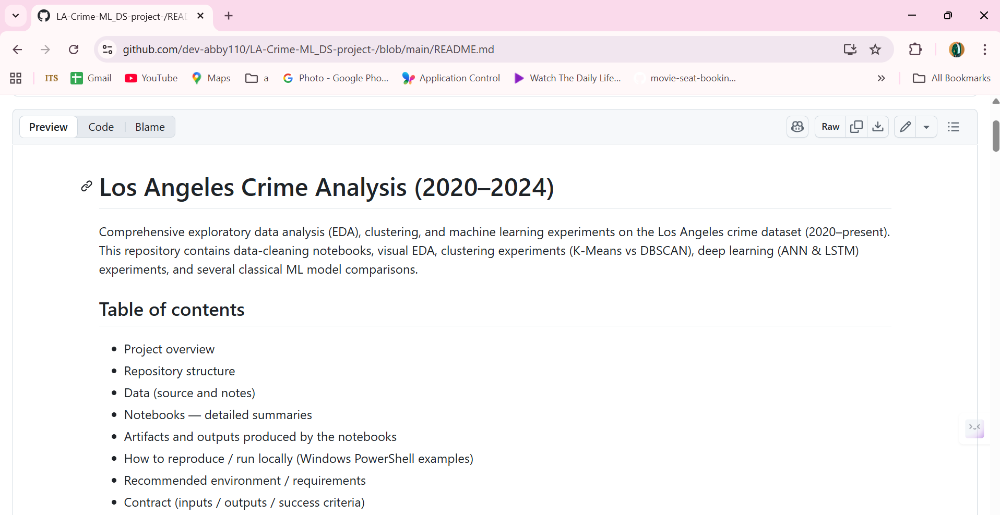 LA-Crime-ML_DS-project-/REA
github.com/dev-abby110/LA-Crime-ML_DS-project-/blob/main/README.md
ITS Gmail YouTube Maps a Photo - Google Pho... Application Control Watch The Daily Life... movie-seat-bookin... All Bookmarks
Preview Code Blame Raw
Los Angeles Crime Analysis (2020–2024)
Comprehensive exploratory data analysis (EDA), clustering, and machine learning experiments on the Los Angeles crime dataset (2020–present).
This repository contains data-cleaning notebooks, visual EDA, clustering experiments (K-Means vs DBSCAN), deep learning (ANN & LSTM)
experiments, and several classical ML model comparisons.
Table of contents
Project overview
Repository structure
Data (source and notes)
Notebooks — detailed summaries
Artifacts and outputs produced by the notebooks
How to reproduce / run locally (Windows PowerShell examples)
Recommended environment / requirements
Contract (inputs / outputs / success criteria)